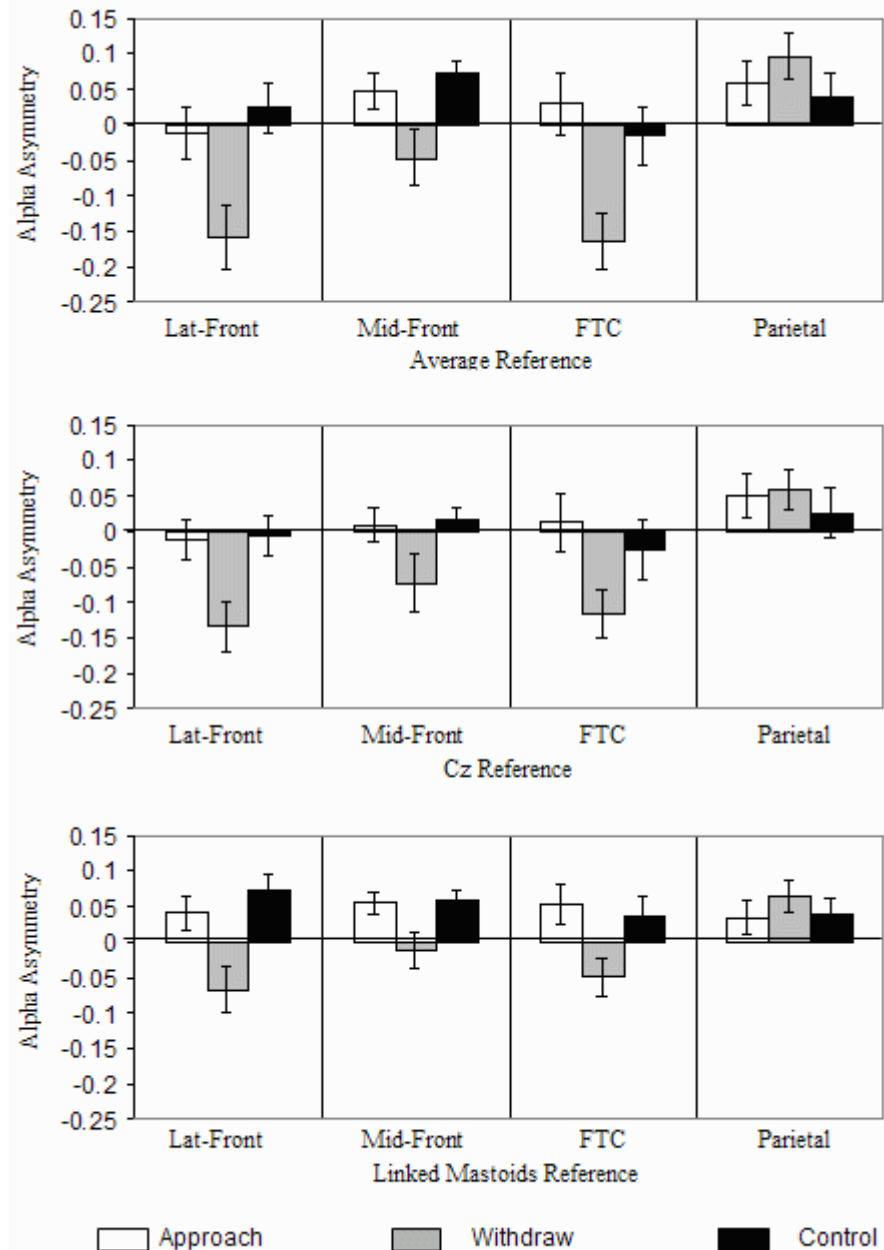 0.15
0.1
0.05
0
-0.05
-0.1
-0.15
-0.2
-0.25
Alpha Asymmetry
Lat-Front Mid-Front FTC Parietal
Average Reference
0.15
0.1
0.05
0
-0.05
-0.1
-0.15
-0.2
-0.25
Alpha Asymmetry
Lat-Front Mid-Front FTC Parietal
Cz Reference
0.15
0.1
0.05
0
-0.05
-0.1
-0.15
-0.2
-0.25
Alpha Asymmetry
Lat-Front Mid-Front FTC Parietal
Linked Mastoids Reference
Approach Withdraw Control